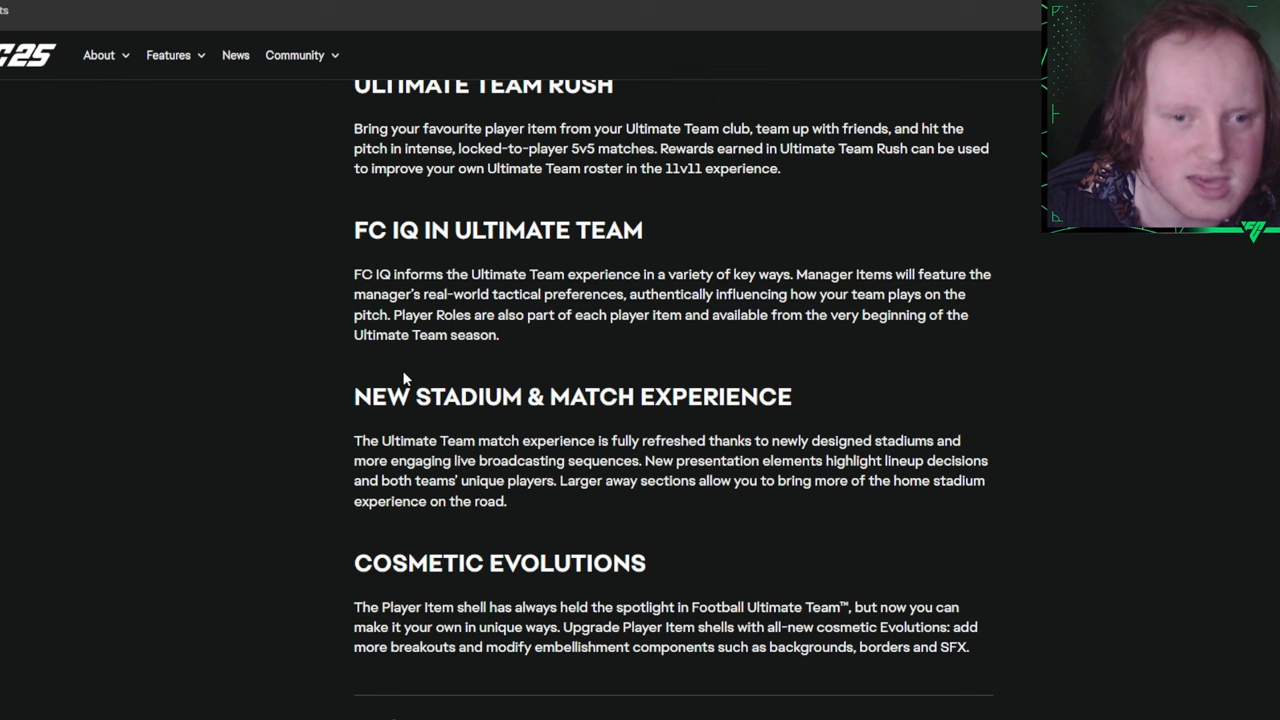 ts
C25
About
Features
News
Community
ULTIMATE TEAM RUSH
Bring your favourite player item from your Ultimate Team club, team up with friends, and hit the
pitch in intense, locked-to-player 5v5 matches. Rewards earned in Ultimate Team Rush can be used
to improve your own Ultimate Team roster in the 11v11 experience.
FC IQ IN ULTIMATE TEAM
FC IQ informs the Ultimate Team experience in a variety of key ways. Manager Items will feature the
manager’s real-world tactical preferences, authentically influencing how your team plays on the
pitch. Player Roles are also part of each player item and available from the very beginning of the
Ultimate Team season.
NEW STADIUM & MATCH EXPERIENCE
The Ultimate Team match experience is fully refreshed thanks to newly designed stadiums and
more engaging live broadcasting sequences. New presentation elements highlight lineup decisions
and both teams’ unique players. Larger away sections allow you to bring more of the home stadium
experience on the road.
COSMETIC EVOLUTIONS
The Player Item shell has always held the spotlight in Football Ultimate Team™, but now you can
make it your own in unique ways. Upgrade Player Item shells with all-new cosmetic Evolutions: add
more breakouts and modify embellishment components such as backgrounds, borders and SFX.